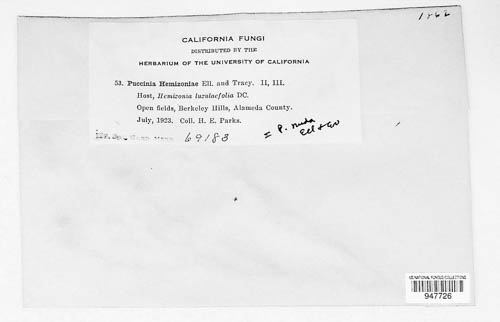 1862
CALIFORNIA FUNGI
DISTRIBUTED BY THE
HERBARIUM OF THE UNIVERSITY OF CALIFORNIA
53. Puccinia Hemizoniae Ell. and Tracy. II, III.
Host, Hemizonia luzulaefolia DC.
Open fields, Berkeley Hills, Alameda County.
July, 1923. Coll. H. E. Parks.
= P. nuda
Ell & Ev
69183
US NATIONAL FUNGUS COLLECTIONS
947726